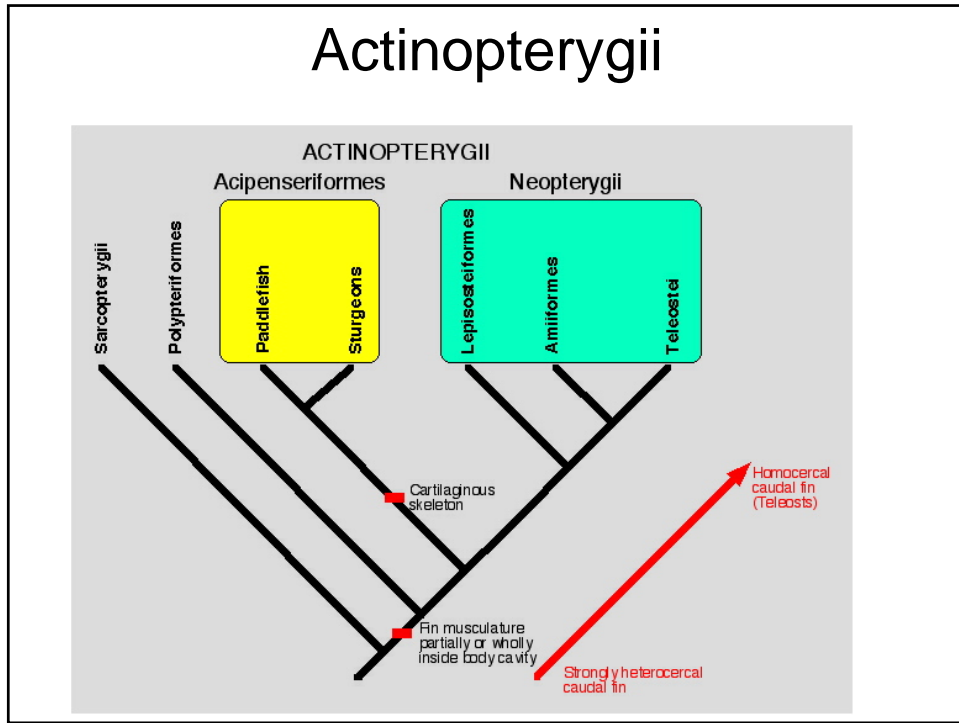 Actinopterygii
ACTINOPTERYGII
Acipenseriformes
Neopterygii
Sarcopterygii
Polypteriformes
Paddlefish
Sturgeons
Lepisosteiformes
Amiiformes
Teleostei
Cartilaginous
skeleton
Homocercal
caudal fin
(Teleosts)
Fin musculature
partially or wholly
inside body cavity
Strongly heterocercal
caudal fin